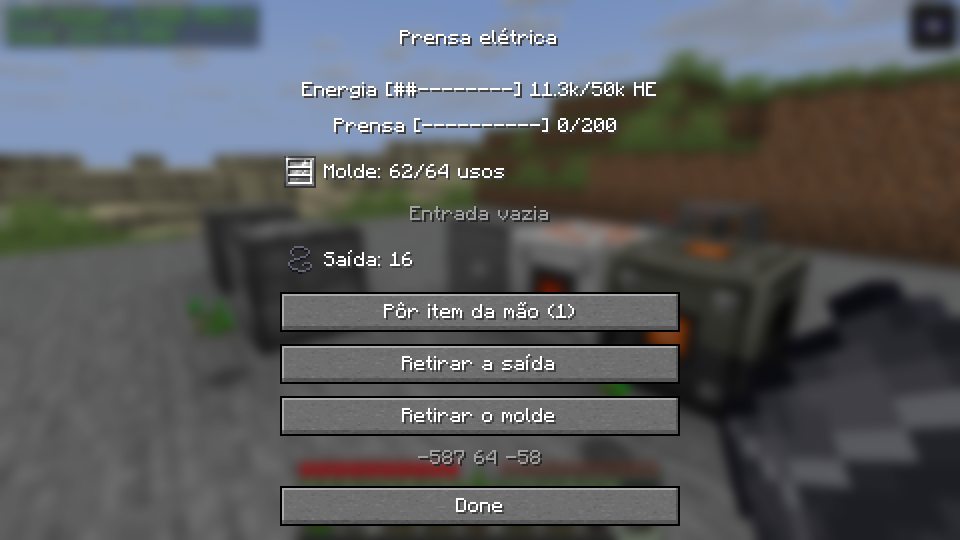 Prensa elétrica
Energia [##--------] 11.3k/50k HE
Prensa [----------] 0/200
Molde: 62/64 usos
Entrada vazia
Saída: 16
Pôr item da mão (1)
Retirar a saída
Retirar o molde
-587 64 -58
Done